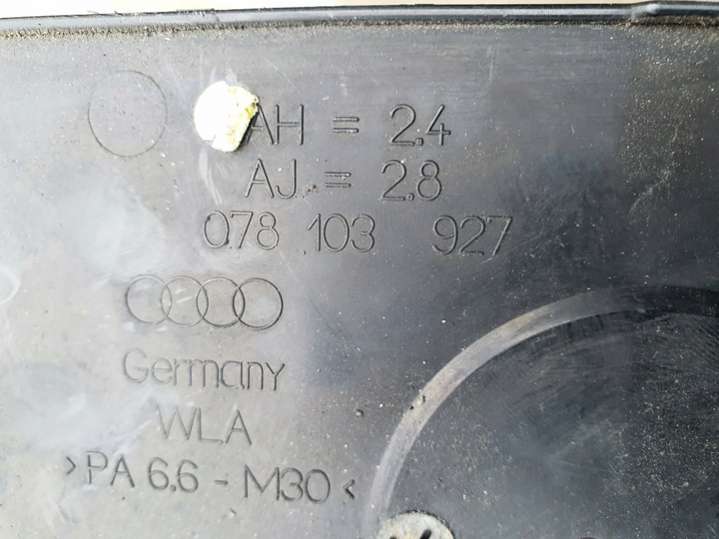 AH = 2.4
AJ = 2.8
078 103 927
Germany
WLA
>PA 6.6 - M30<